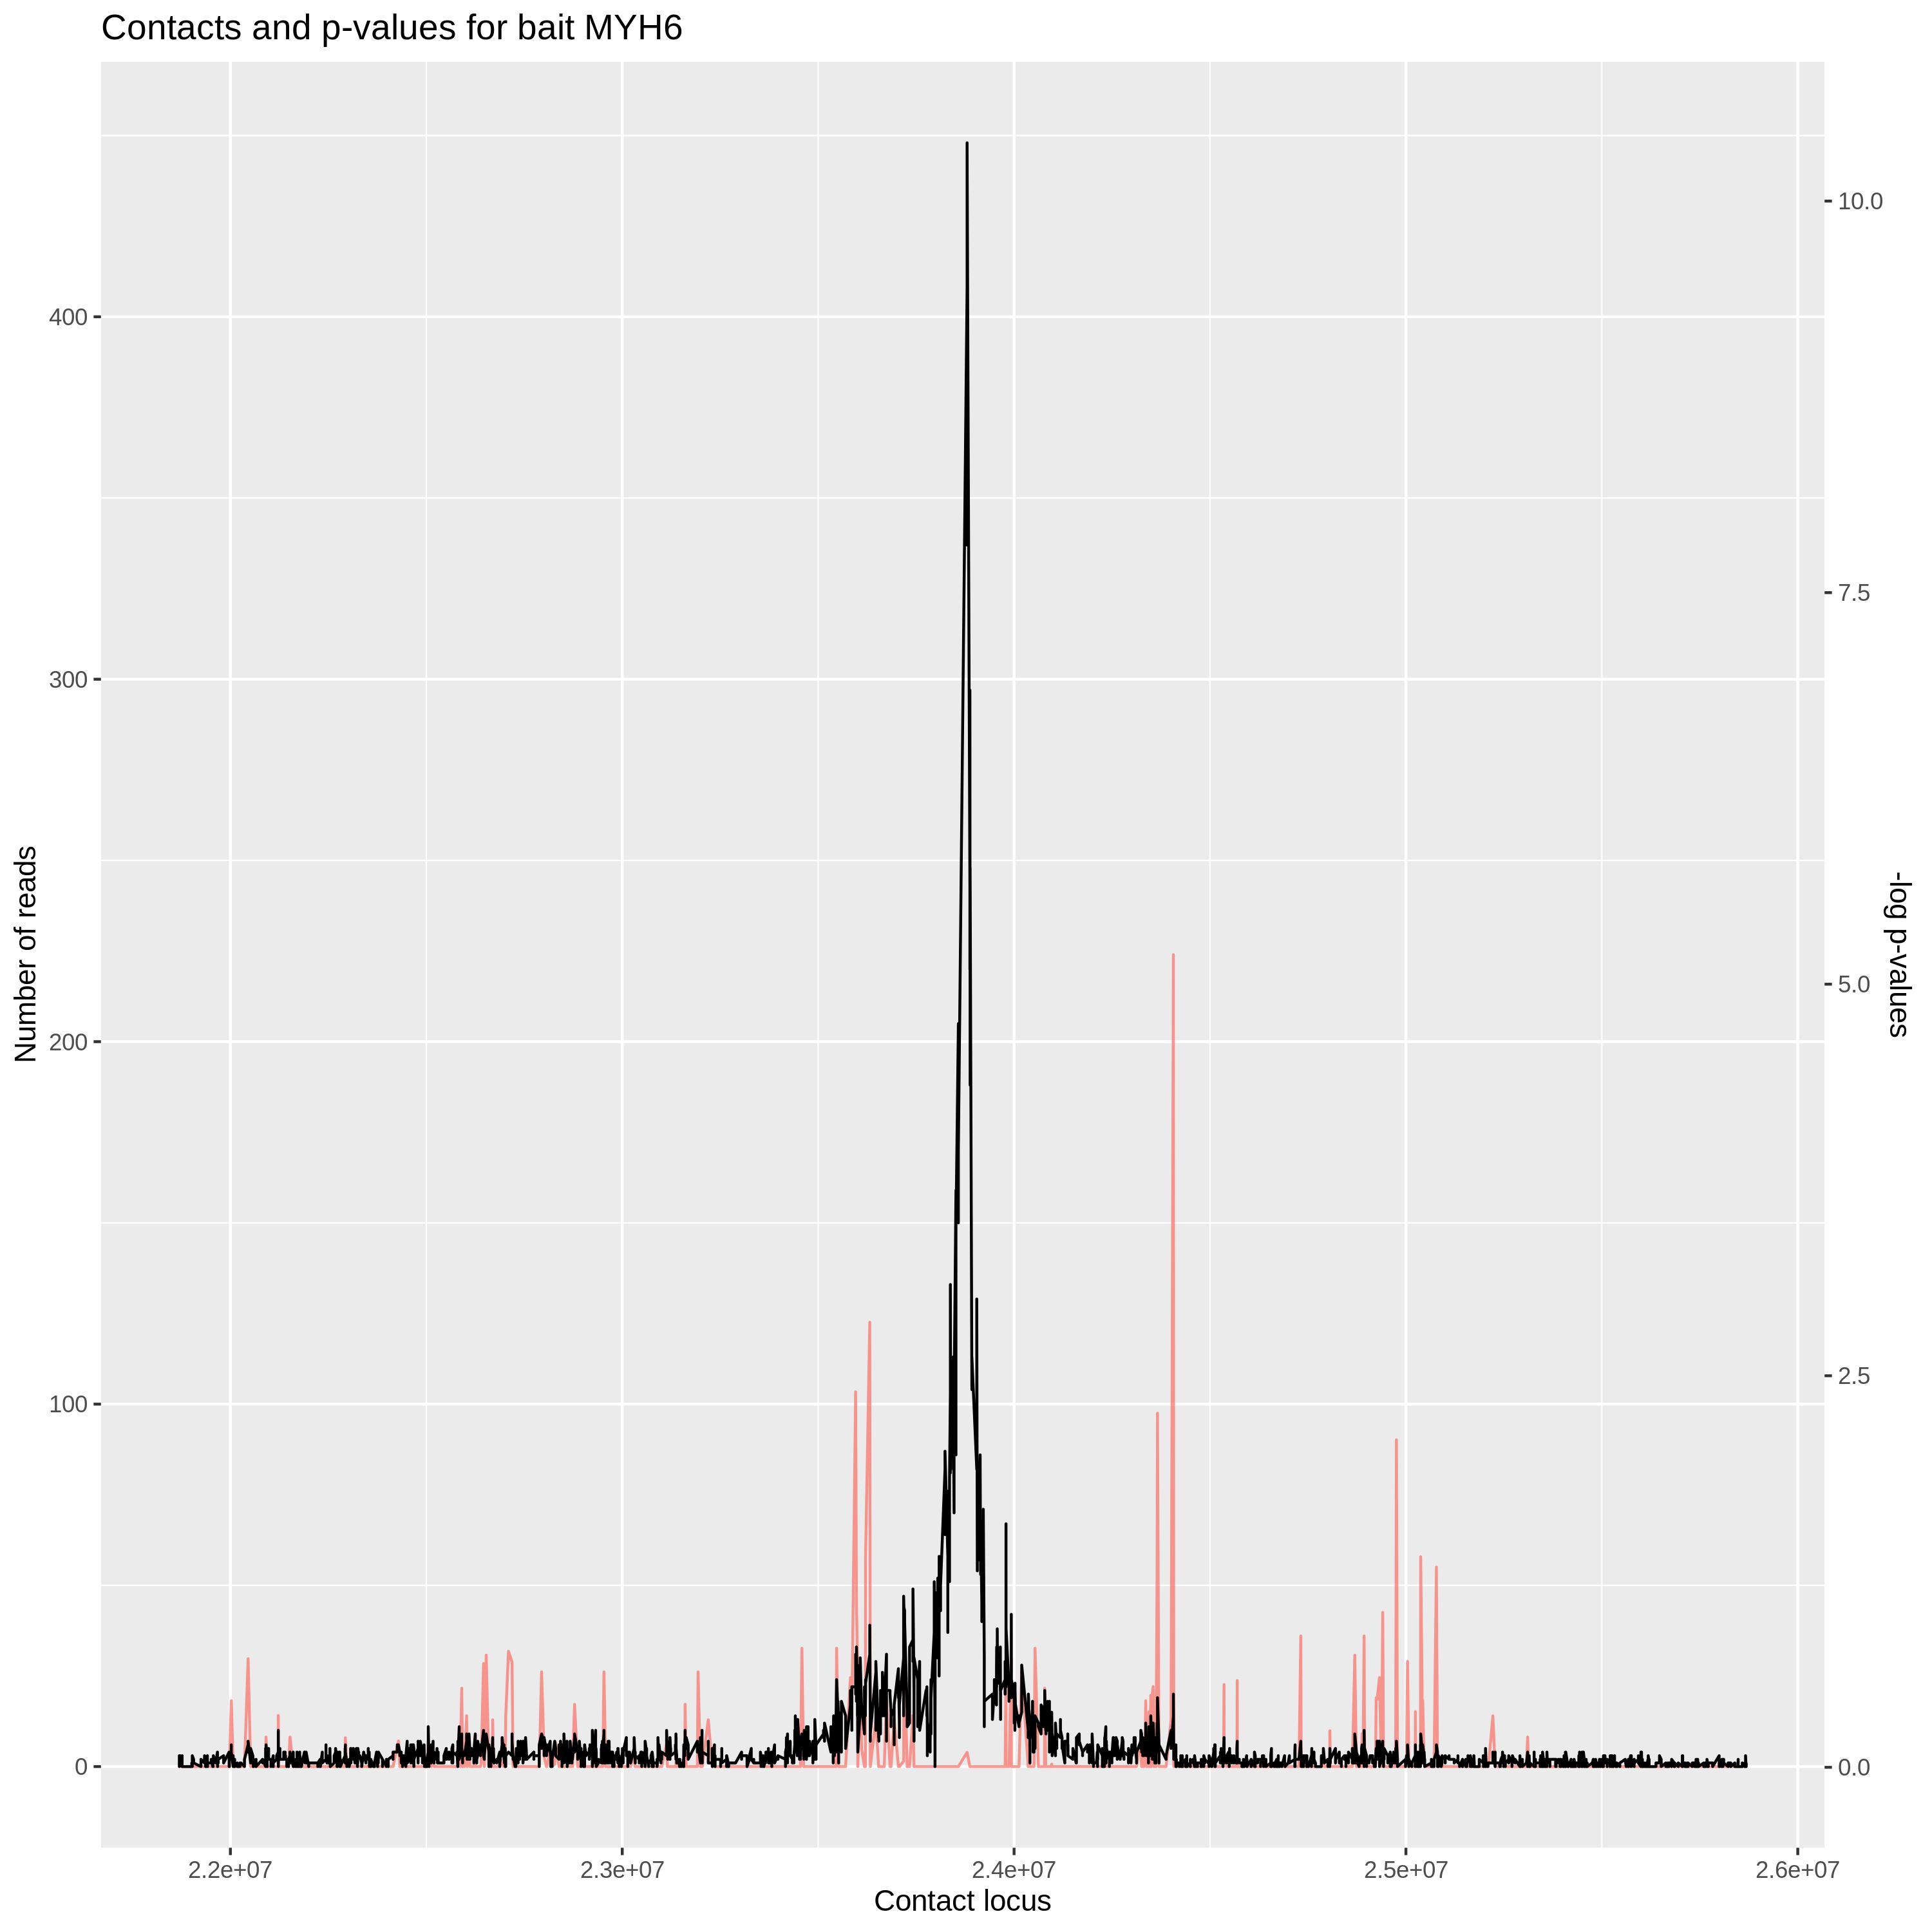 Contacts and p-values for bait MYH6
Number of reads
400
300
200
100
0
10.0
7.5
5.0
2.5
0.0
-log p-values
2.2e+07
2.3e+07
2.4e+07
2.5e+07
2.6e+07
Contact locus